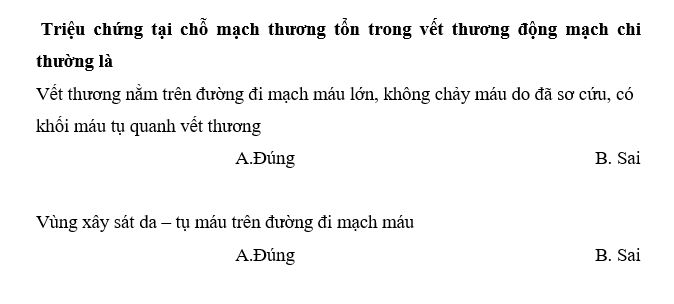 Triệu chứng tại chỗ mạch thương tổn trong vết thương động mạch chi
thường là
Vết thương nằm trên đường đi mạch máu lớn, không chảy máu do đã sơ cứu, có
khối máu tụ quanh vết thương
A.Đúng B. Sai
Vùng xây sát da – tụ máu trên đường đi mạch máu
A.Đúng B. Sai